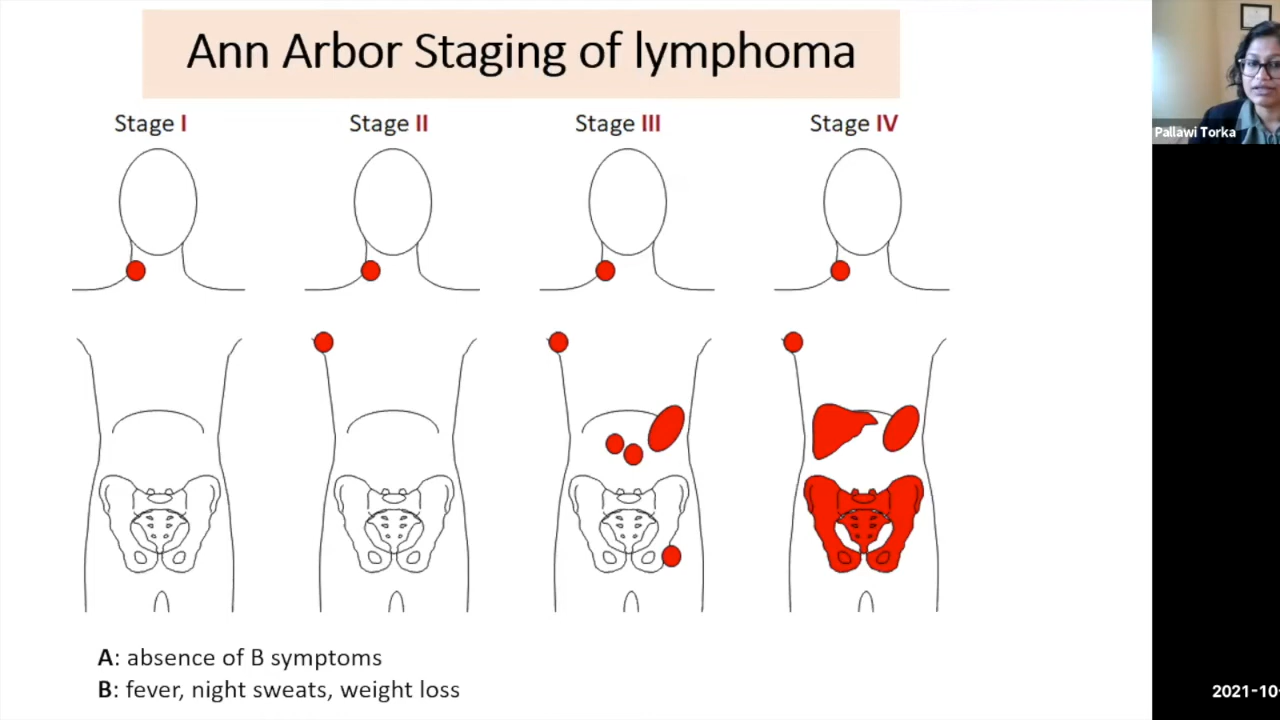 Ann Arbor Staging of lymphoma
Stage I
Stage II
Stage III
Stage IV
A: absence of B symptoms
B: fever, night sweats, weight loss
Pallawi Torka
2021-10-